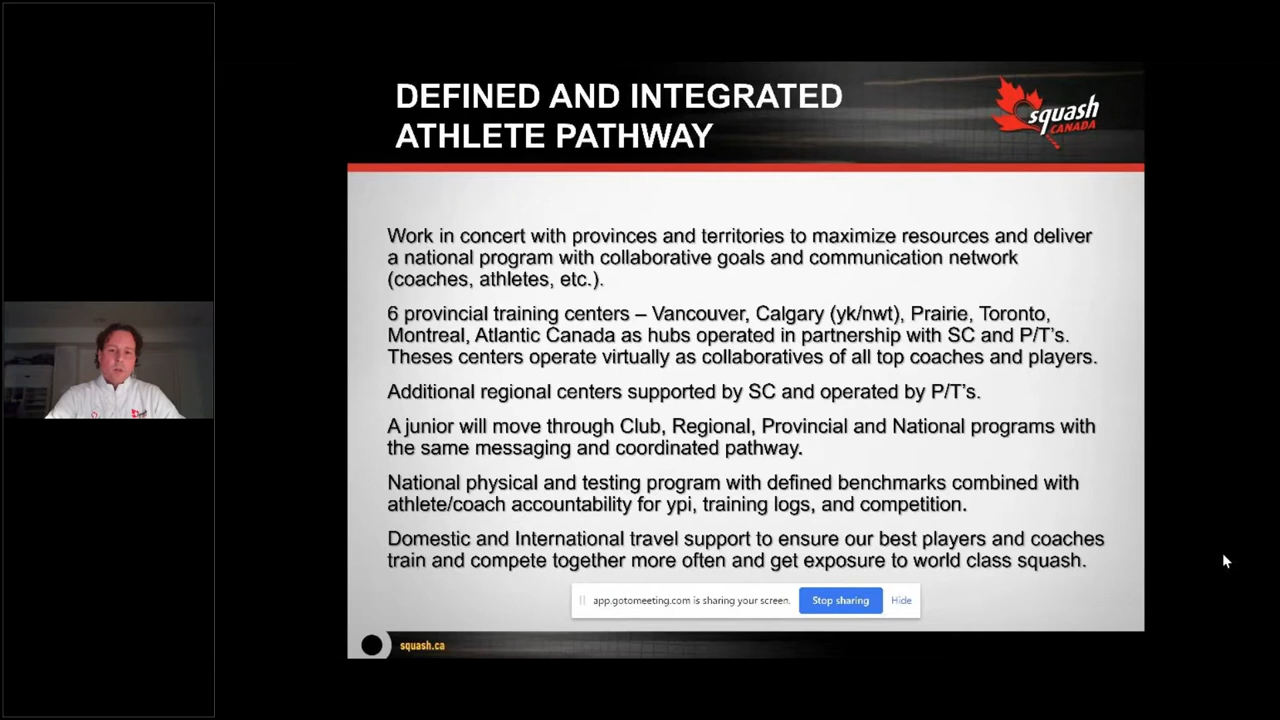 DEFINED AND INTEGRATED
ATHLETE PATHWAY
squash
CANADA
Work in concert with provinces and territories to maximize resources and deliver
a national program with collaborative goals and communication network
(coaches, athletes, etc.).
6 provincial training centers – Vancouver, Calgary (yk/nwt), Prairie, Toronto,
Montreal, Atlantic Canada as hubs operated in partnership with SC and P/T's.
Theses centers operate virtually as collaboratives of all top coaches and players.
Additional regional centers supported by SC and operated by P/T's.
A junior will move through Club, Regional, Provincial and National programs with
the same messaging and coordinated pathway.
National physical and testing program with defined benchmarks combined with
athlete/coach accountability for ypi, training logs, and competition.
Domestic and International travel support to ensure our best players and coaches
train and compete together more often and get exposure to world class squash.
app.gotomeeting.com is sharing your screen. Stop sharing Hide
squash.ca